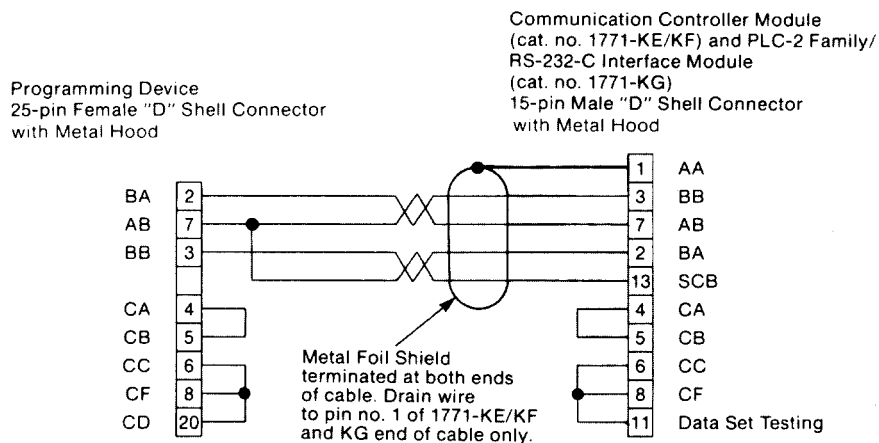 Communication Controller Module
(cat. no. 1771-KE/KF) and PLC-2 Family/
RS-232-C Interface Module
(cat. no. 1771-KG)
15-pin Male "D" Shell Connector
with Metal Hood
Programming Device
25-pin Female "D" Shell Connector
with Metal Hood
1 AA
BA 2
3 BB
AB 7
7 AB
BB 3
2 BA
13 SCB
CA 4
4 CA
CB 5
5 CB
CC 6
6 CC
CF 8
8 CF
CD 20
11 Data Set Testing
Metal Foil Shield
terminated at both ends
of cable. Drain wire
to pin no. 1 of 1771-KE/KF
and KG end of cable only.